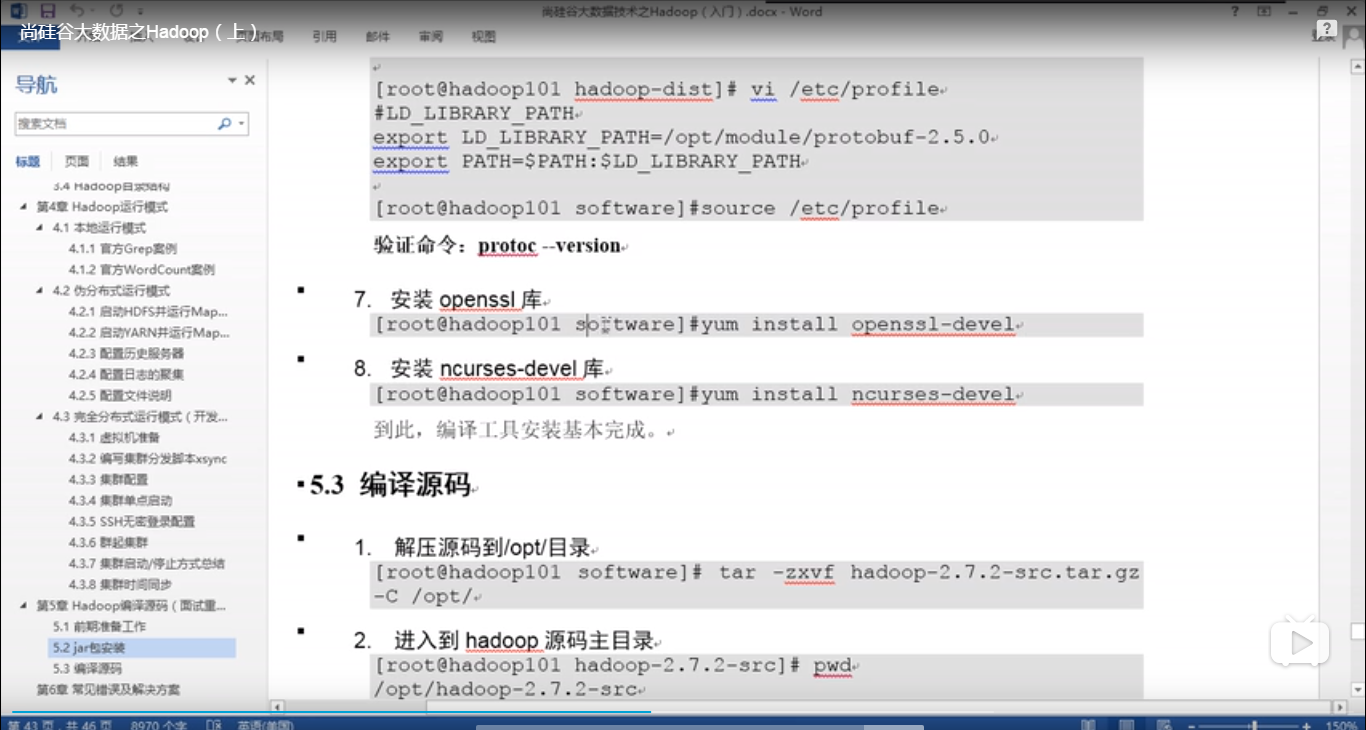 尚硅谷大数据技术之Hadoop（入门）.docx - Word
尚硅谷大数据之Hadoop（上）
引用 邮件 审阅 视图
导航
搜索文档
标题 页面 结果
3.4 Hadoop目录结构
第4章 Hadoop运行模式
4.1 本地运行模式
4.1.1 官方Grep案例
4.1.2 官方WordCount案例
4.2 伪分布式运行模式
4.2.1 启动HDFS并运行Map...
4.2.2 启动YARN并运行Map...
4.2.3 配置历史服务器
4.2.4 配置日志的聚集
4.2.5 配置文件说明
4.3 完全分布式运行模式（开发...
4.3.1 虚拟机准备
4.3.2 编写集群分发脚本xsync
4.3.3 集群配置
4.3.4 集群单点启动
4.3.5 SSH无密登录配置
4.3.6 群起集群
4.3.7 集群启动/停止方式总结
4.3.8 集群时间同步
第5章 Hadoop编译源码（面试重...
5.1 前期准备工作
5.2 jar包安装
5.3 编译源码
第6章 常见错误及解决方案
[root@hadoop101 hadoop-dist]# vi /etc/profile
#LD_LIBRARY_PATH
export LD_LIBRARY_PATH=/opt/module/protobuf-2.5.0
export PATH=$PATH:$LD_LIBRARY_PATH
[root@hadoop101 software]#source /etc/profile
验证命令：protoc --version
7. 安装 openssl 库
[root@hadoop101 software]#yum install openssl-devel
8. 安装 ncurses-devel 库
[root@hadoop101 software]#yum install ncurses-devel
到此，编译工具安装基本完成。
5.3 编译源码
1. 解压源码到/opt/目录
[root@hadoop101 software]# tar -zxvf hadoop-2.7.2-src.tar.gz
-C /opt/
2. 进入到 hadoop 源码主目录
[root@hadoop101 hadoop-2.7.2-src]# pwd
/opt/hadoop-2.7.2-src
第 43 页，共 46 页 8970 个字 英语(美国)
150%